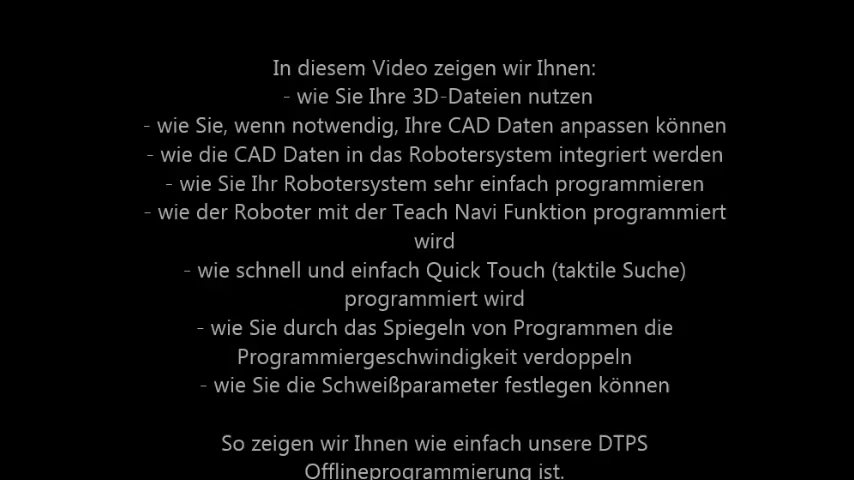 In diesem Video zeigen wir Ihnen:
- wie Sie Ihre 3D-Dateien nutzen
- wie Sie, wenn notwendig, Ihre CAD Daten anpassen können
- wie die CAD Daten in das Robotersystem integriert werden
- wie Sie Ihr Robotersystem sehr einfach programmieren
- wie der Roboter mit der Teach Navi Funktion programmiert
wird
- wie schnell und einfach Quick Touch (taktile Suche)
programmiert wird
- wie Sie durch das Spiegeln von Programmen die
Programmiergeschwindigkeit verdoppeln
- wie Sie die Schweißparameter festlegen können
So zeigen wir Ihnen wie einfach unsere DTPS
Offlineprogrammierung ist.